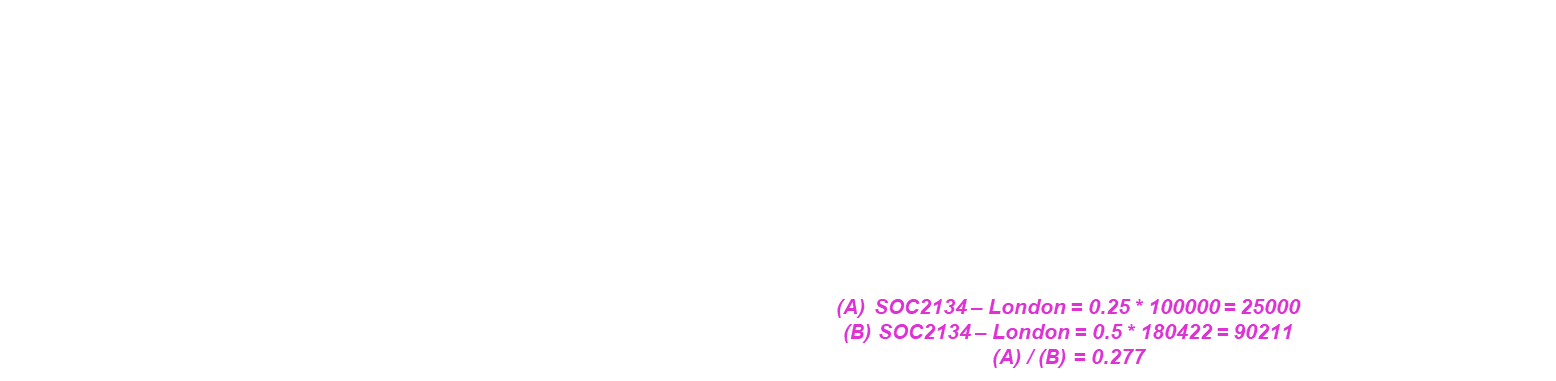 (A) SOC2134 – London = 0.25 * 100000 = 25000
(B) SOC2134 – London = 0.5 * 180422 = 90211
(A) / (B) = 0.277